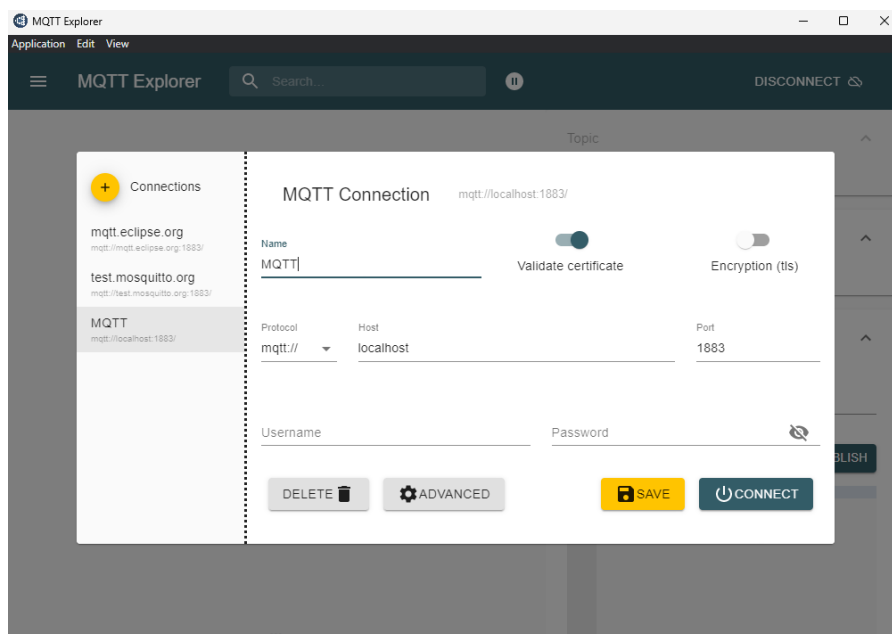 MQTT Explorer
Application Edit View
MQTT Explorer
Search...
DISCONNECT
Topic
Connections
mqtt.eclipse.org
mqtt://mqtt.eclipse.org:1883/
test.mosquitto.org
mqtt://test.mosquitto.org:1883/
MQTT
mqtt://localhost:1883/
MQTT Connection mqtt://localhost:1883/
Name
MQTT
Validate certificate
Encryption (tls)
Protocol Host Port
mqtt:// localhost 1883
Username Password
DELETE ADVANCED SAVE CONNECT
BLISH